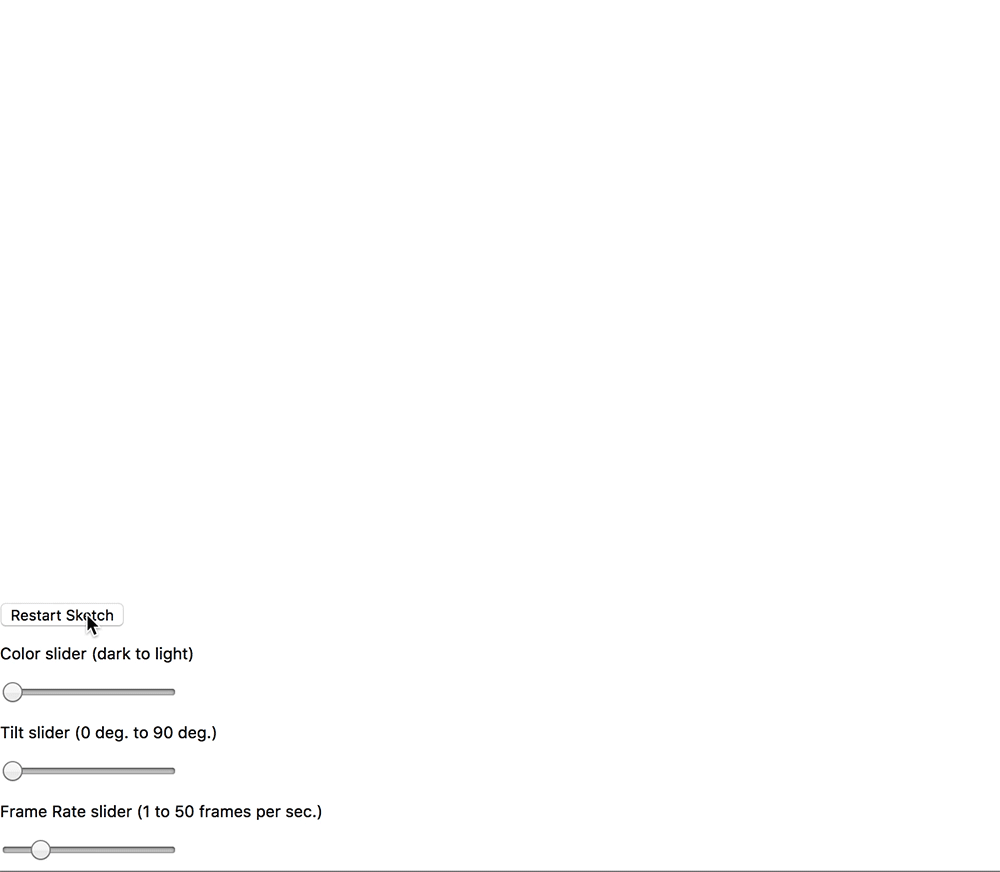 Restart Sketch
Color slider (dark to light)
Tilt slider (0 deg. to 90 deg.)
Frame Rate slider (1 to 50 frames per sec.)